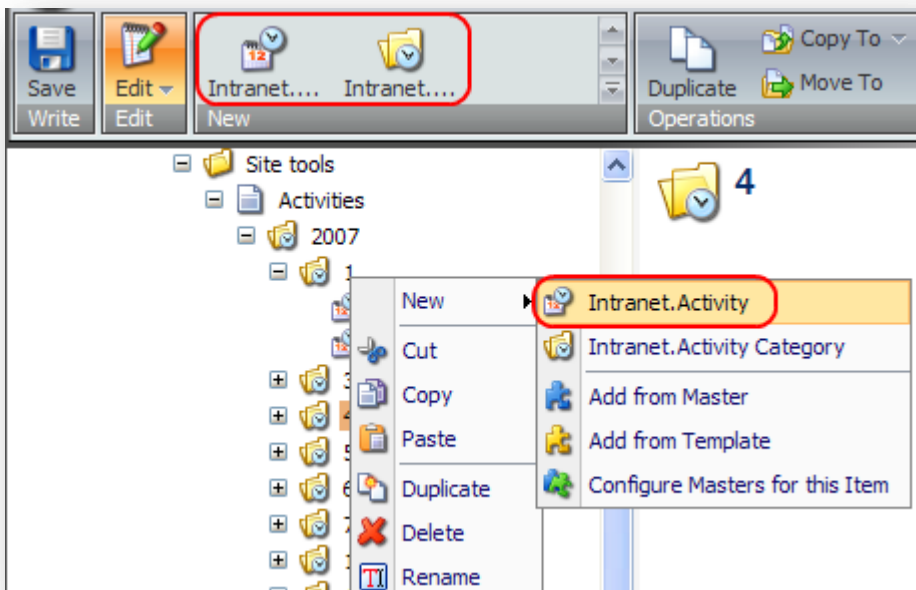 Save
Write
Edit
Edit
Intranet....
Intranet....
New
Duplicate
Copy To
Move To
Operations
Site tools
Activities
2007
1
4
New
Cut
Copy
Paste
Duplicate
Delete
Rename
Intranet.Activity
Intranet.Activity Category
Add from Master
Add from Template
Configure Masters for this Item